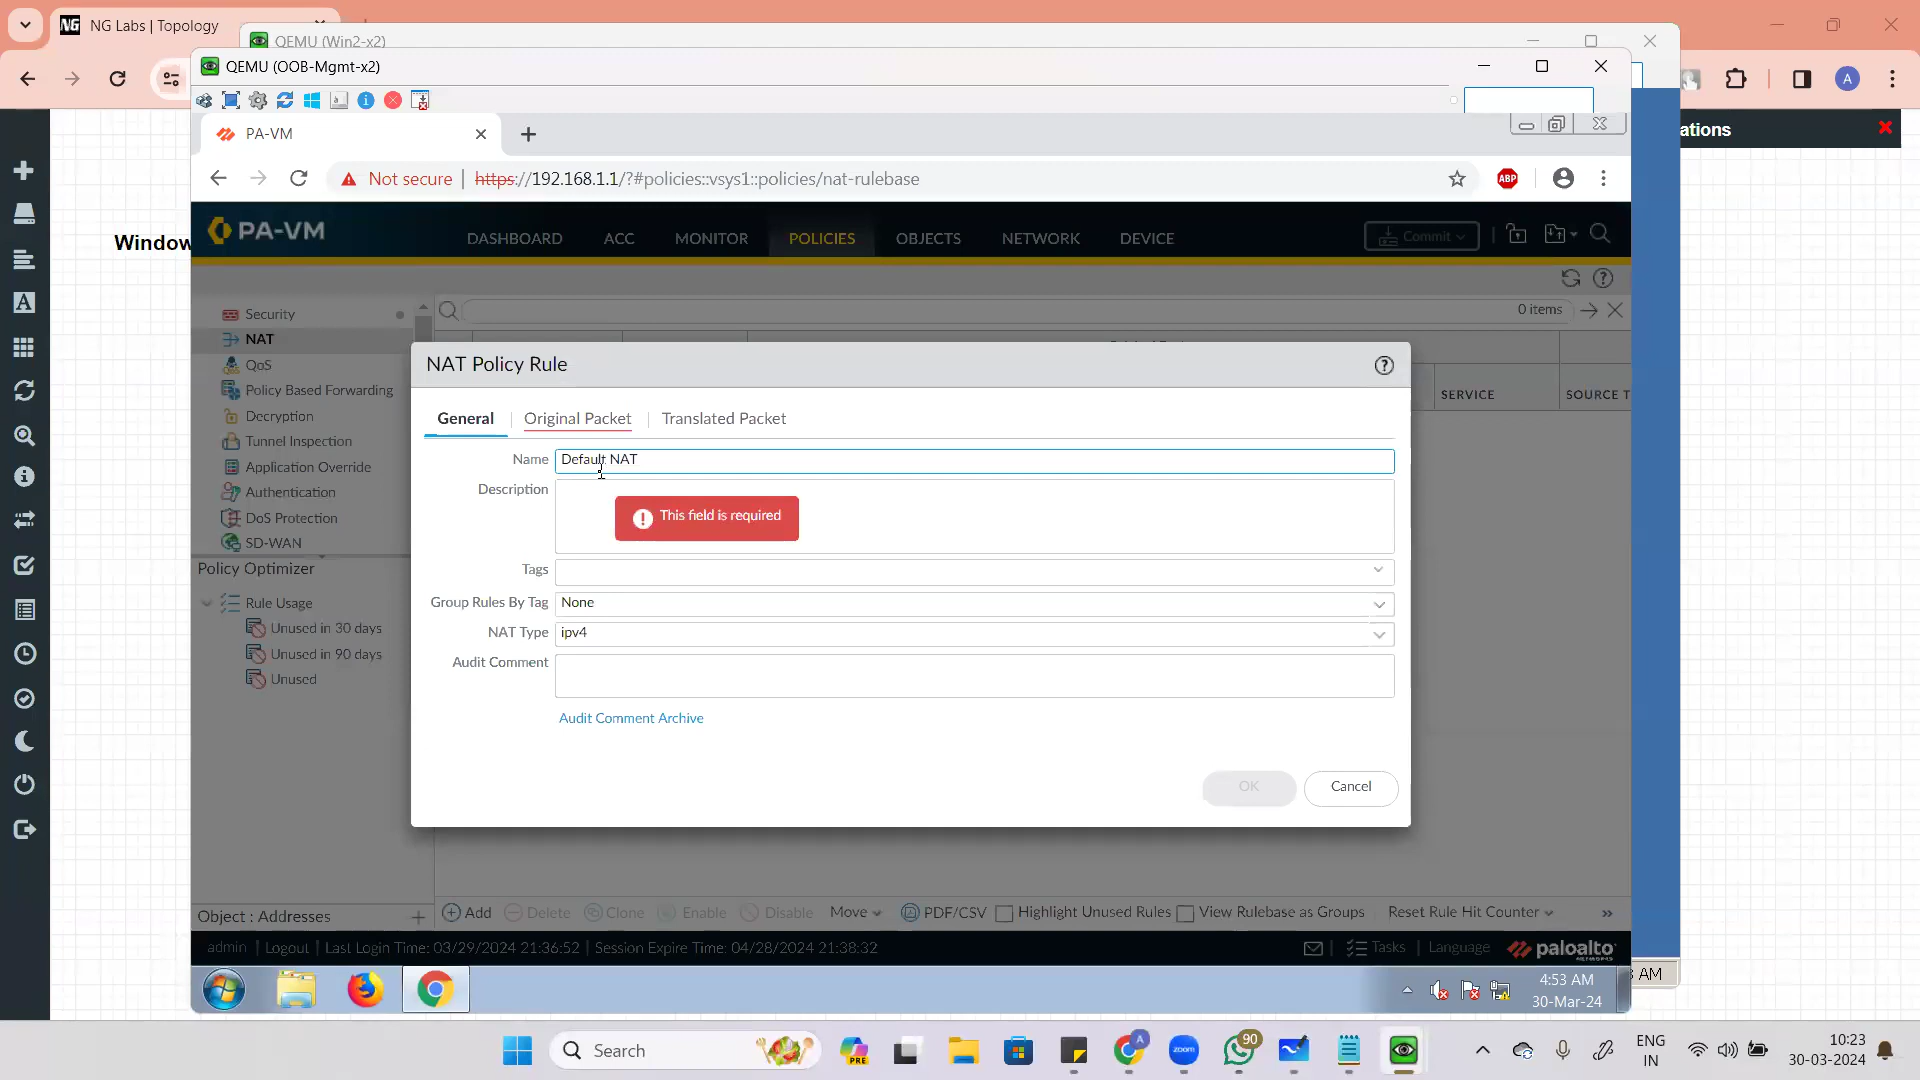 NG Labs | Topology
QEMU (Win2-x2)
QEMU (OOB-Mgmt-x2)
PA-VM
Not secure | https://192.168.1.1/?#policies::vsys1::policies/nat-rulebase
ABP
A
ations
Window
PA-VM
DASHBOARD ACC MONITOR POLICIES OBJECTS NETWORK DEVICE
Commit
0 items
Security
NAT
QoS
Policy Based Forwarding
Decryption
Tunnel Inspection
Application Override
Authentication
DoS Protection
SD-WAN
SERVICE
SOURCE T
Policy Optimizer
Rule Usage
Unused in 30 days
Unused in 90 days
Unused
NAT Policy Rule
General | Original Packet | Translated Packet
Name Default NAT
Description
This field is required
Tags
Group Rules By Tag None
NAT Type ipv4
Audit Comment
Audit Comment Archive
OK Cancel
Object : Addresses
Add Delete Clone Enable Disable Move PDF/CSV Highlight Unused Rules View Rulebase as Groups Reset Rule Hit Counter
admin | Logout | Last Login Time: 03/29/2024 21:36:52 | Session Expire Time: 04/28/2024 21:38:32
Tasks | Language paloalto
NETWORKS
4:53 AM
30-Mar-24
AM
Search
PRE
A
zoom
90
ENG
IN
10:23
30-03-2024